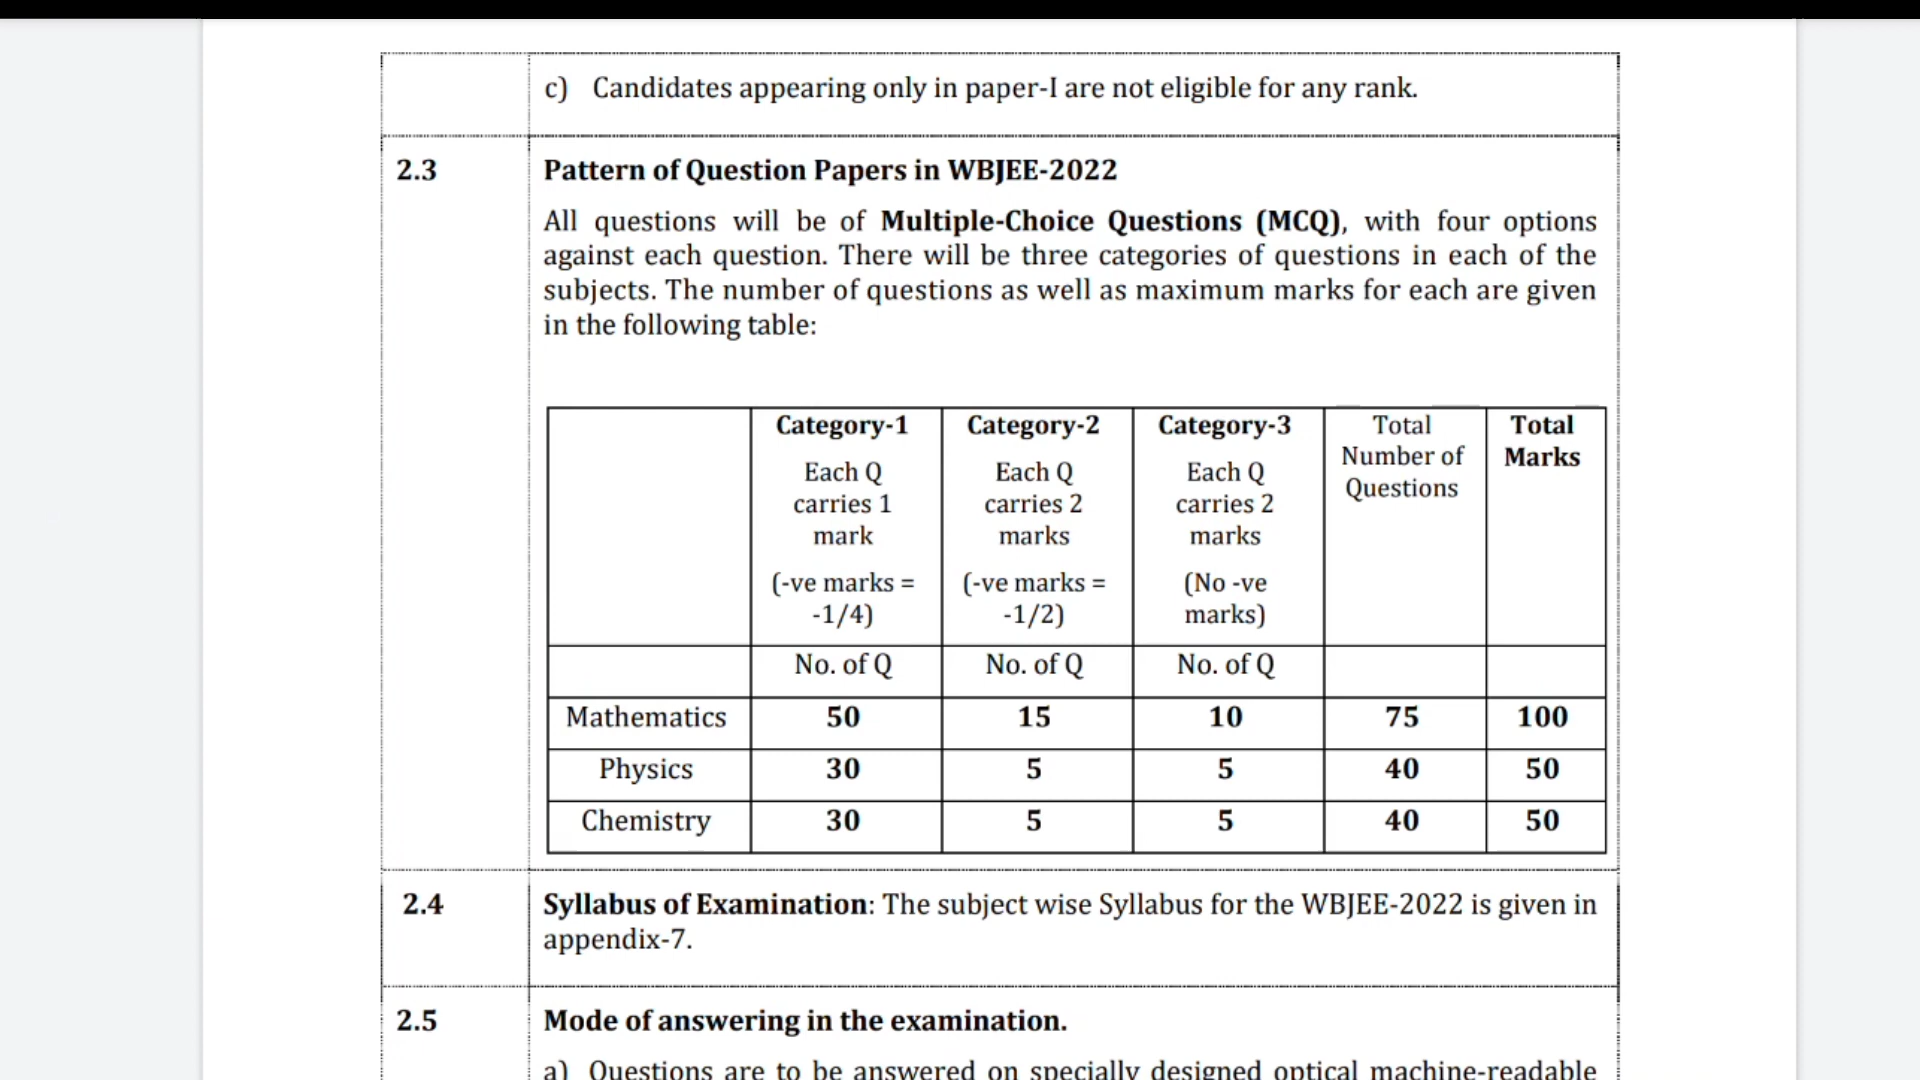 c) Candidates appearing only in paper-I are not eligible for any rank.
2.3 Pattern of Question Papers in WBJEE-2022
All questions will be of Multiple-Choice Questions (MCQ), with four options
against each question. There will be three categories of questions in each of the
subjects. The number of questions as well as maximum marks for each are given
in the following table:
Category-1 Category-2 Category-3 Total Total
Number of Marks
Each Q Each Q Each Q Questions
carries 1 carries 2 carries 2
mark marks marks
(-ve marks = (-ve marks = (No -ve
-1/4) -1/2) marks)
No. of Q No. of Q No. of Q
Mathematics 50 15 10 75 100
Physics 30 5 5 40 50
Chemistry 30 5 5 40 50
2.4 Syllabus of Examination: The subject wise Syllabus for the WBJEE-2022 is given in
appendix-7.
2.5 Mode of answering in the examination.
a) Questions are to be answered on specially designed optical machine-readable